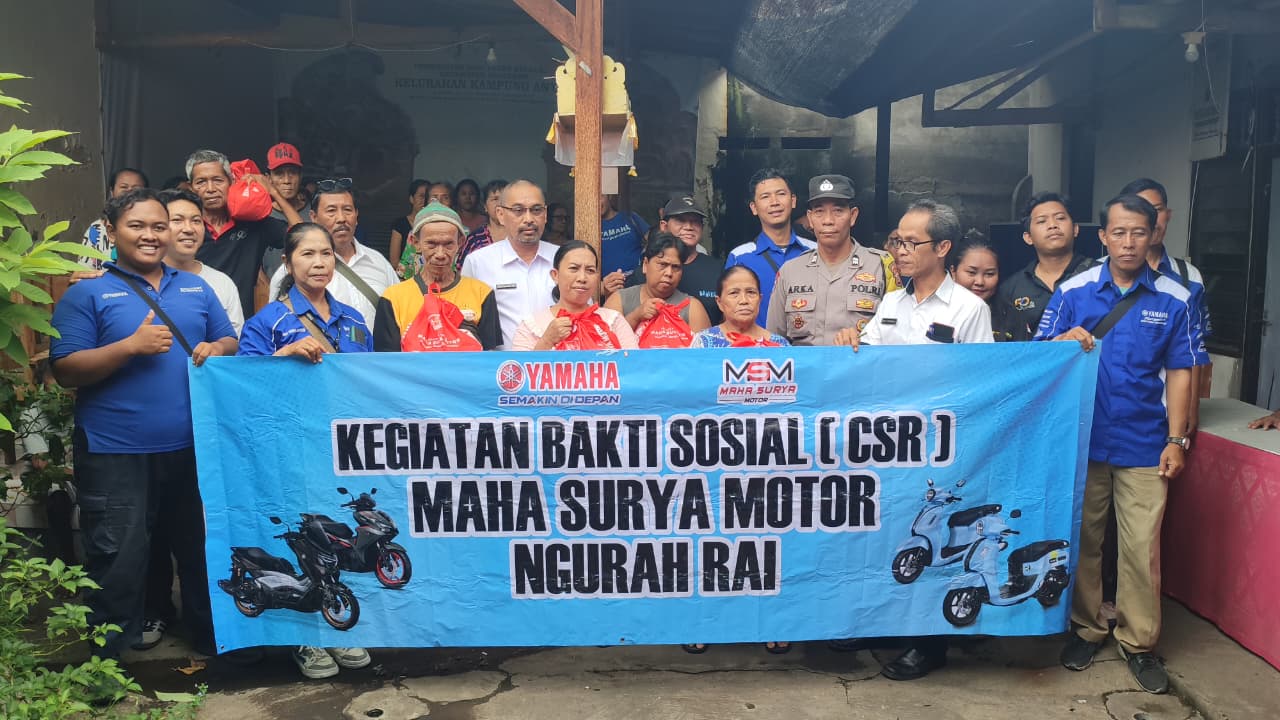 KELURAHAN KAMPUNG
YAMAHA
ARKA
POLRI
YAMAHA
SEMAKIN DI DEPAN
MSM
MAHA SURYA
MOTOR
KEGIATAN BAKTI SOSIAL ( CSR )
MAHA SURYA MOTOR
NGURAH RAI